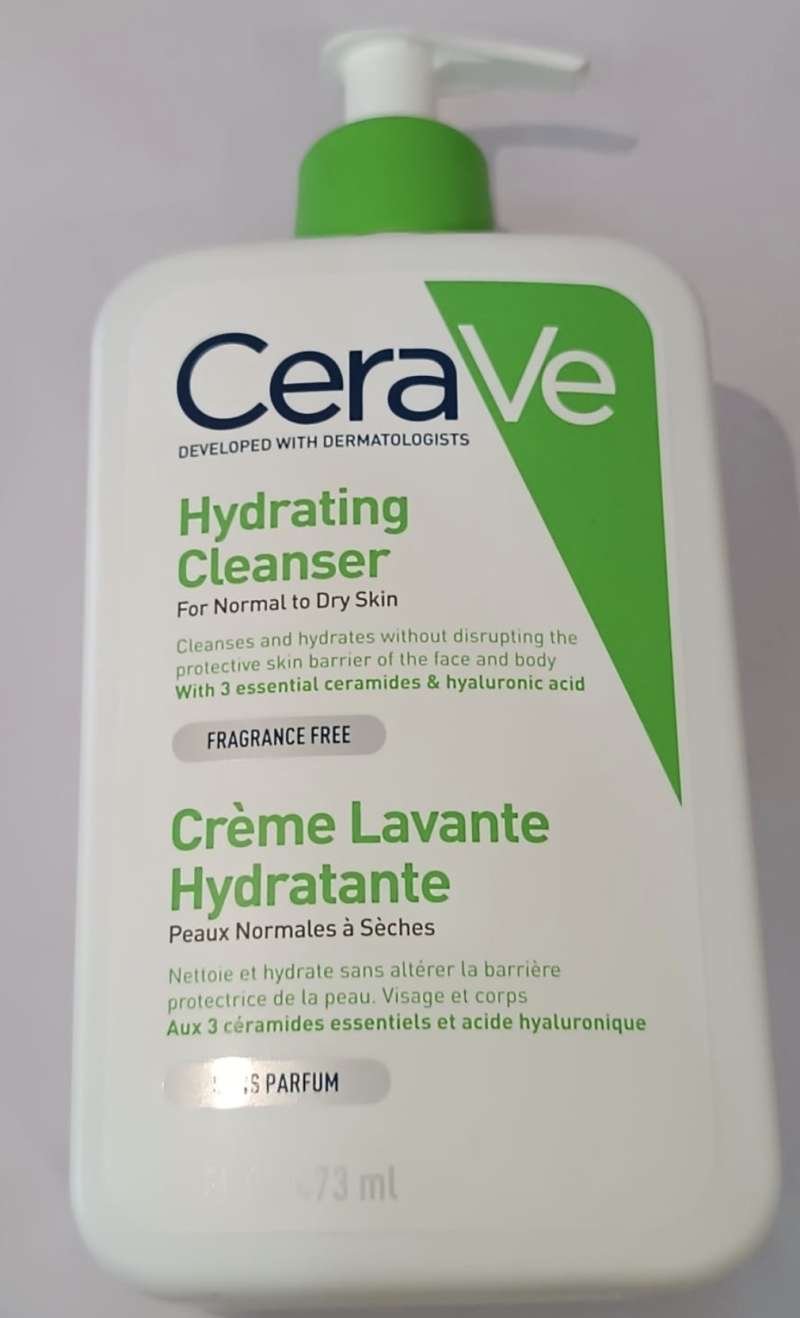 CeraVe
DEVELOPED WITH DERMATOLOGISTS
Hydrating
Cleanser
For Normal to Dry Skin
Cleanses and hydrates without disrupting the
protective skin barrier of the face and body
With 3 essential ceramides & hyaluronic acid
FRAGRANCE FREE
Crème Lavante
Hydratante
Peaux Normales à Sèches
Nettoie et hydrate sans altérer la barrière
protectrice de la peau. Visage et corps
Aux 3 céramides essentiels et acide hyaluronique
PARFUM
ml